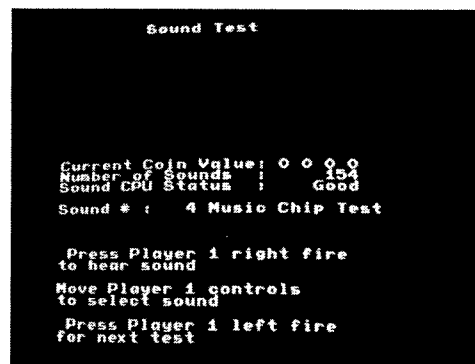 Sound Test
Current Coin Value: 0 0 0 0
Number of Sounds : 154
Sound CPU Status : Good
Sound # : 4 Music Chip Test
Press Player 1 right fire
to hear sound
Move Player 1 controls
to select sound
Press Player 1 left fire
for next test